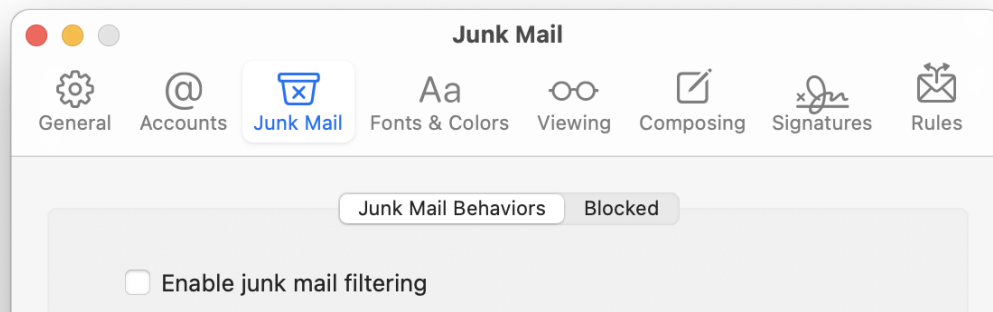 Junk Mail
General Accounts Junk Mail Fonts & Colors Viewing Composing Signatures Rules
Junk Mail Behaviors Blocked
Enable junk mail filtering